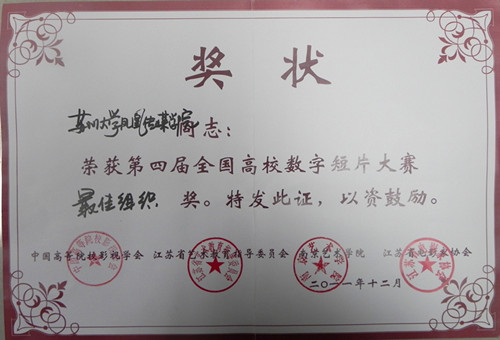 奖状
苏州大学凤凰传媒学院同志：
荣获第四届全国高校数字短片大赛
最佳组织 奖。特发此证，以资鼓励。
中国高等院校影视学会 江苏省艺术教育指导委员会 南京艺术学院 江苏省电影家协会
二〇一一年十二月